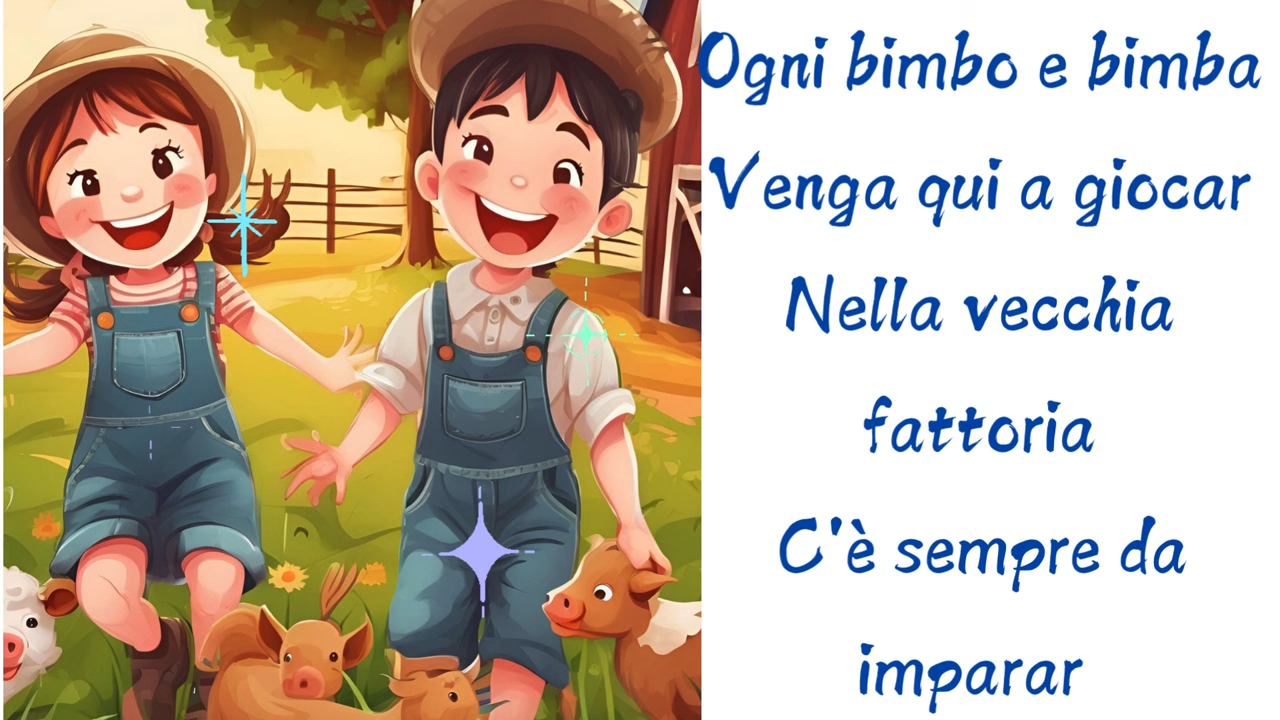 Ogni bimbo e bimba
Venga qui a giocar
Nella vecchia
fattoria
C'è sempre da
imparar